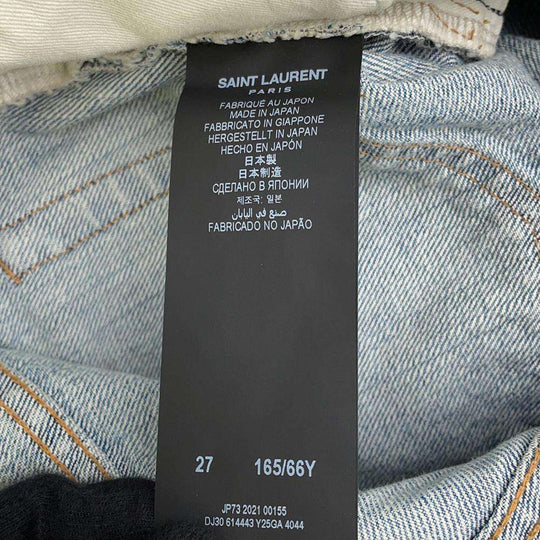 SAINT LAURENT
PARIS
FABRIQUÉ AU JAPON
MADE IN JAPAN
FABBRICATO IN GIAPPONE
HERGESTELLT IN JAPAN
HECHO EN JAPÓN
日本製
日本制造
СДЕЛАНО В ЯПОНИИ
제조국: 일본
صنع في اليابان
FABRICADO NO JAPÃO
27 165/66Y
JP73 2021 00155
DJ30 614443 Y25GA 4044